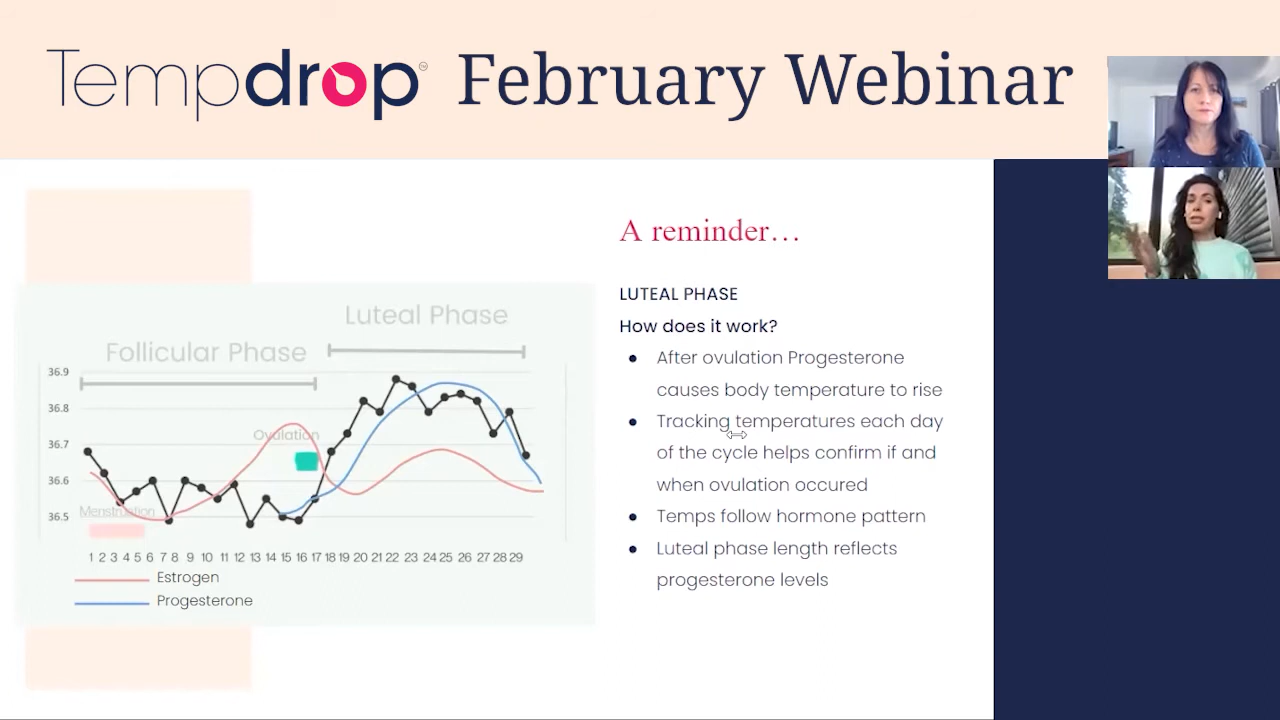 Tempdrop™ February Webinar
A reminder…
LUTEAL PHASE
How does it work?
● After ovulation Progesterone
causes body temperature to rise
● Tracking temperatures each day
of the cycle helps confirm if and
when ovulation occured
● Temps follow hormone pattern
● Luteal phase length reflects
progesterone levels
Luteal Phase
Follicular Phase
36.9
36.8
36.7
36.6
36.5
Ovulation
Menstruation
1 2 3 4 5 6 7 8 9 10 11 12 13 14 15 16 17 18 19 20 21 22 23 24 25 26 27 28 29
Estrogen
Progesterone